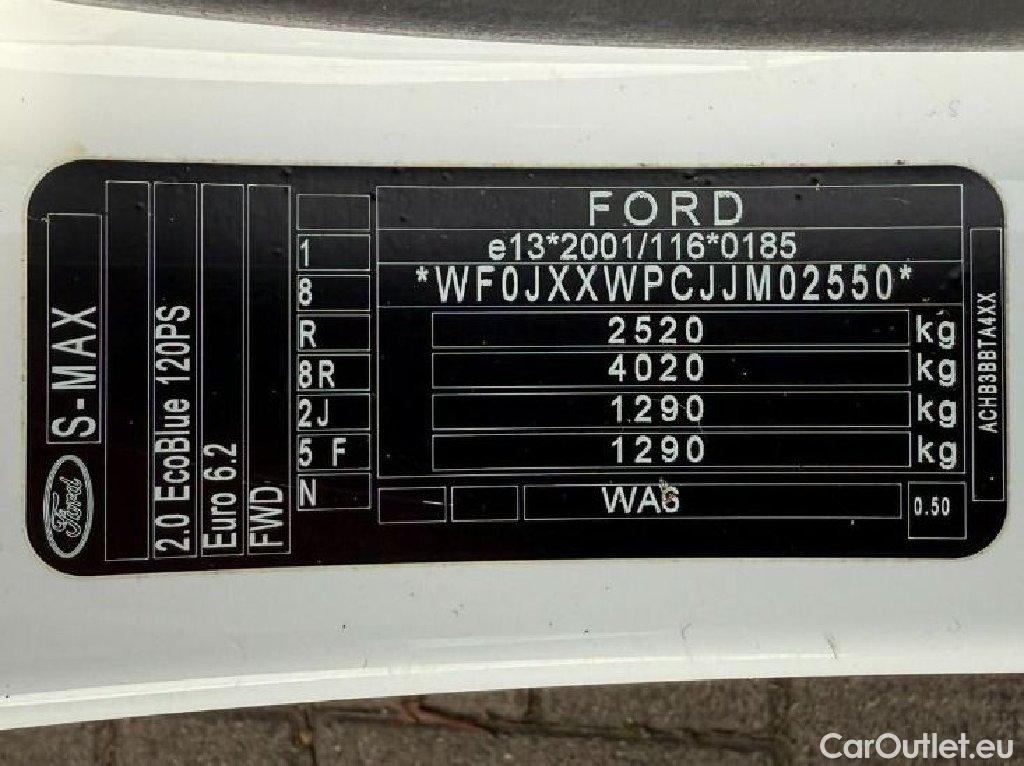 FORD
e13*2001/116*0185
*WF0JXXWPCJJM02550*
2520 kg
4020 kg
1290 kg
1290 kg
WA6
0.50
1
8
R
8R
2J
5 F
N
S-MAX
Ford
2.0 EcoBlue 120PS
Euro 6.2
FWD
ACHB3BBTA4XX
CarOutlet.eu